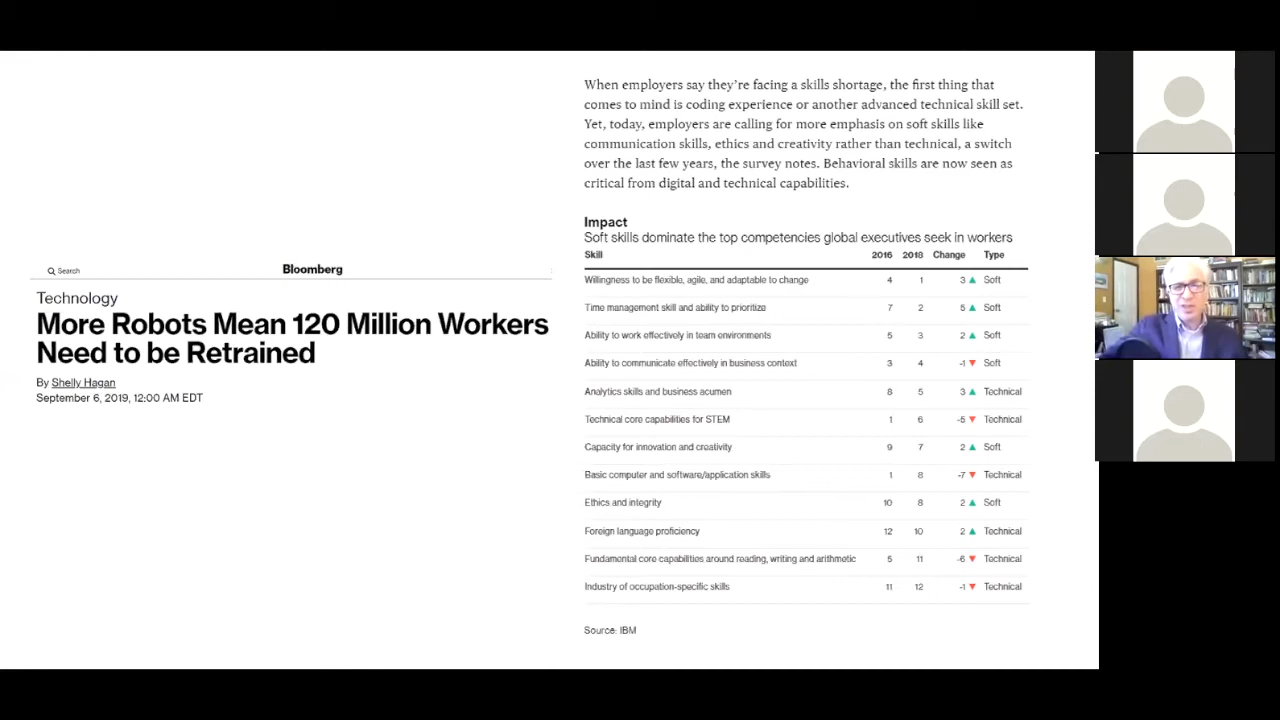 Search
Bloomberg
Technology
More Robots Mean 120 Million Workers
Need to be Retrained
By Shelly Hagan
September 6, 2019, 12:00 AM EDT
When employers say they're facing a skills shortage, the first thing that
comes to mind is coding experience or another advanced technical skill set.
Yet, today, employers are calling for more emphasis on soft skills like
communication skills, ethics and creativity rather than technical, a switch
over the last few years, the survey notes. Behavioral skills are now seen as
critical from digital and technical capabilities.
Impact
Soft skills dominate the top competencies global executives seek in workers
Skill 2016 2018 Change Type
Willingness to be flexible, agile, and adaptable to change 4 1 3 ▲ Soft
Time management skill and ability to prioritize 7 2 5 ▲ Soft
Ability to work effectively in team environments 5 3 2 ▲ Soft
Ability to communicate effectively in business context 3 4 -1 ▼ Soft
Analytics skills and business acumen 8 5 3 ▲ Technical
Technical core capabilities for STEM 1 6 -5 ▼ Technical
Capacity for innovation and creativity 9 7 2 ▲ Soft
Basic computer and software/application skills 1 8 -7 ▼ Technical
Ethics and integrity 10 8 2 ▲ Soft
Foreign language proficiency 12 10 2 ▲ Technical
Fundamental core capabilities around reading, writing and arithmetic 5 11 -6 ▼ Technical
Industry of occupation-specific skills 11 12 -1 ▼ Technical
Source: IBM